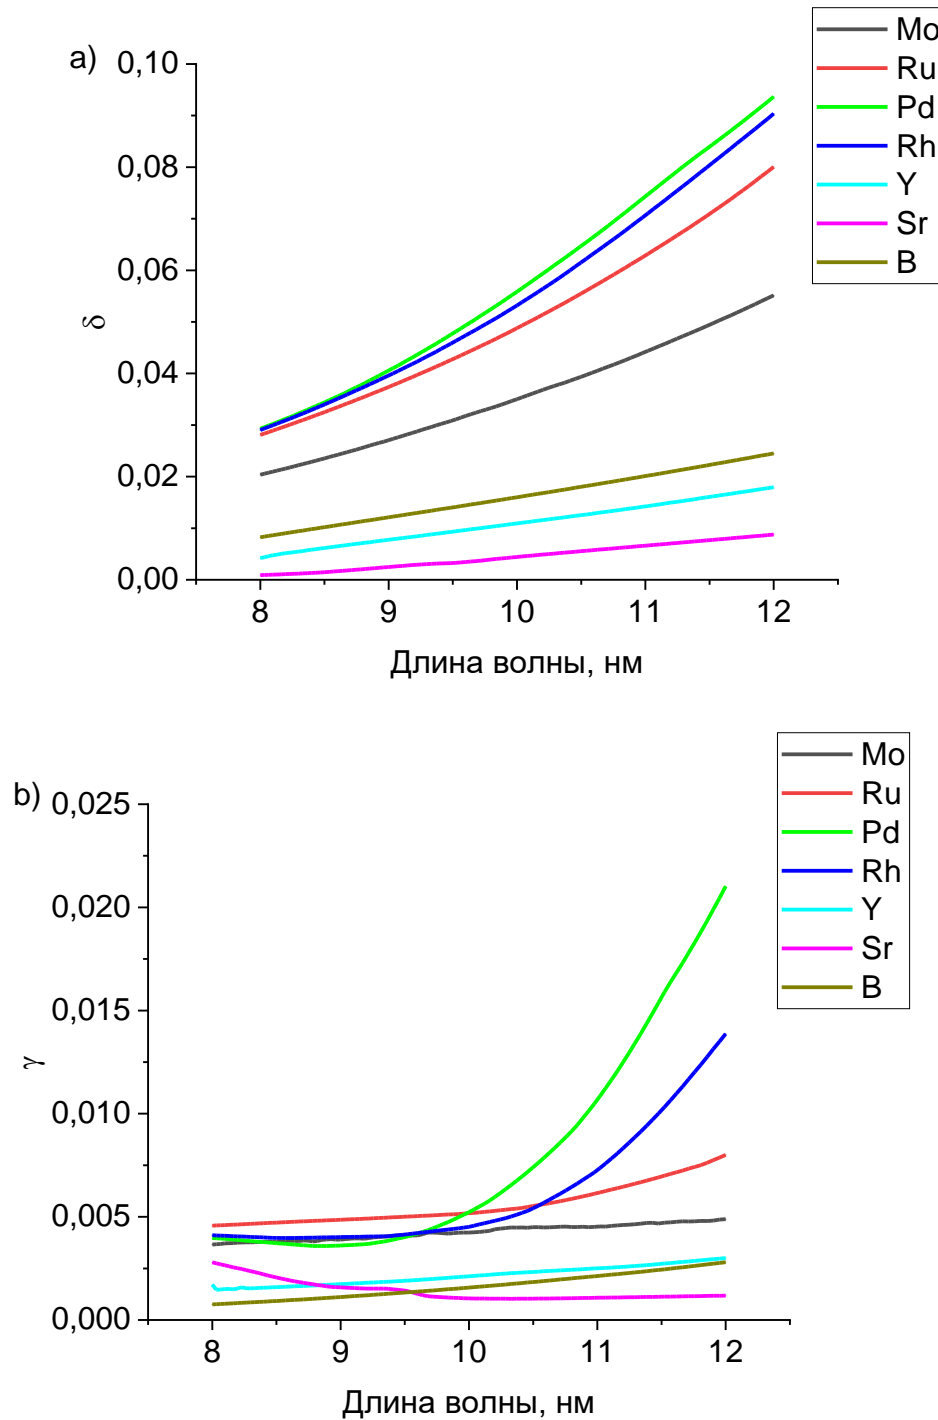 a)
0,10
0,08
0,06
0,04
0,02
0,00
δ
8 9 10 11 12
Длина волны, нм
Mo
Ru
Pd
Rh
Y
Sr
B
b)
0,025
0,020
0,015
0,010
0,005
0,000
γ
8 9 10 11 12
Длина волны, нм
Mo
Ru
Pd
Rh
Y
Sr
B